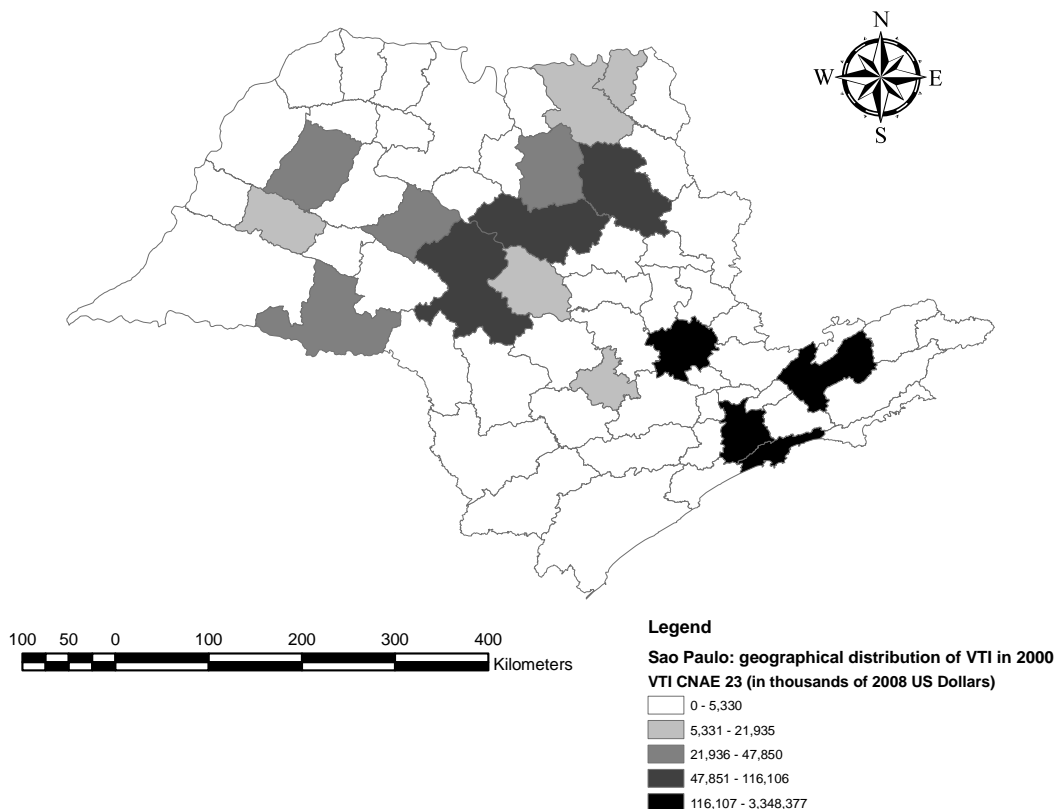 N
W
E
S
100 50 0 100 200 300 400
Kilometers
Legend
Sao Paulo: geographical distribution of VTI in 2000
VTI CNAE 23 (in thousands of 2008 US Dollars)
0 - 5,330
5,331 - 21,935
21,936 - 47,850
47,851 - 116,106
116,107 - 3,348,377